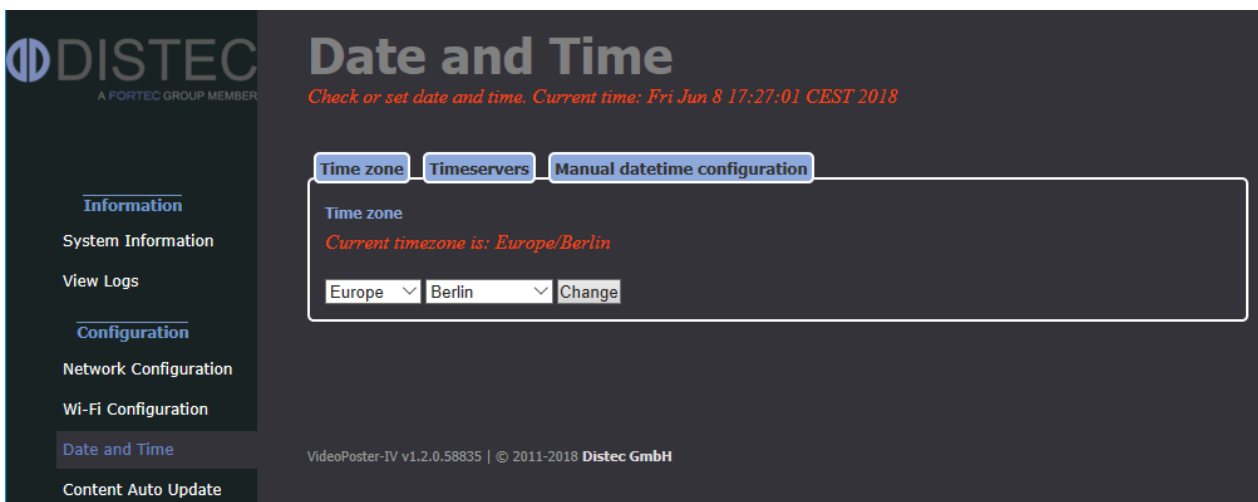 DISTEC
A FORTEC GROUP MEMBER
Information
System Information
View Logs
Configuration
Network Configuration
Wi-Fi Configuration
Date and Time
Content Auto Update
Date and Time
Check or set date and time. Current time: Fri Jun 8 17:27:01 CEST 2018
Time zone
Timeservers
Manual datetime configuration
Time zone
Current timezone is: Europe/Berlin
Europe Berlin Change
VideoPoster-IV v1.2.0.58835 | © 2011-2018 Distec GmbH